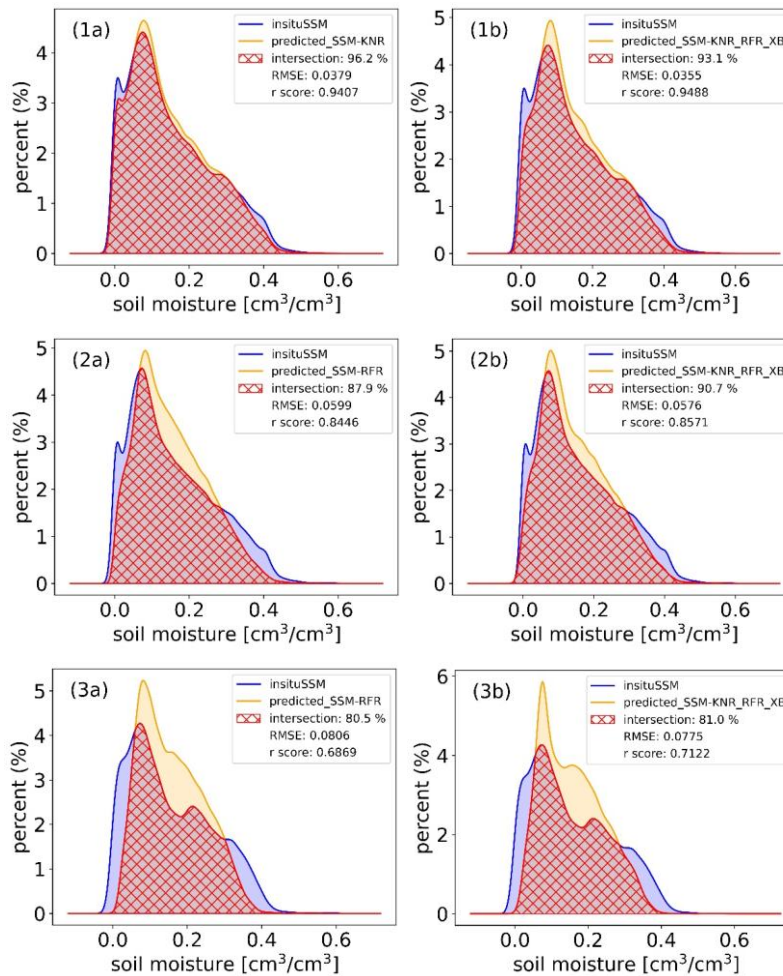 (1a)
insituSSM
predicted_SSM-KNR
intersection: 96.2 %
RMSE: 0.0379
r score: 0.9407
percent (%)
4
3
2
1
0
0.0 0.2 0.4 0.6
soil moisture [cm³/cm³]
(1b)
insituSSM
predicted_SSM-KNR_RFR_XB
intersection: 93.1 %
RMSE: 0.0355
r score: 0.9488
percent (%)
5
4
3
2
1
0
0.0 0.2 0.4 0.6
soil moisture [cm³/cm³]
(2a)
insituSSM
predicted_SSM-RFR
intersection: 87.9 %
RMSE: 0.0599
r score: 0.8446
percent (%)
5
4
3
2
1
0
0.0 0.2 0.4 0.6
soil moisture [cm³/cm³]
(2b)
insituSSM
predicted_SSM-KNR_RFR_XB
intersection: 90.7 %
RMSE: 0.0576
r score: 0.8571
percent (%)
5
4
3
2
1
0
0.0 0.2 0.4 0.6
soil moisture [cm³/cm³]
(3a)
insituSSM
predicted_SSM-RFR
intersection: 80.5 %
RMSE: 0.0806
r score: 0.6869
percent (%)
5
4
3
2
1
0
0.0 0.2 0.4 0.6
soil moisture [cm³/cm³]
(3b)
insituSSM
predicted_SSM-KNR_RFR_XB
intersection: 81.0 %
RMSE: 0.0775
r score: 0.7122
percent (%)
6
4
2
0
0.0 0.2 0.4 0.6
soil moisture [cm³/cm³]